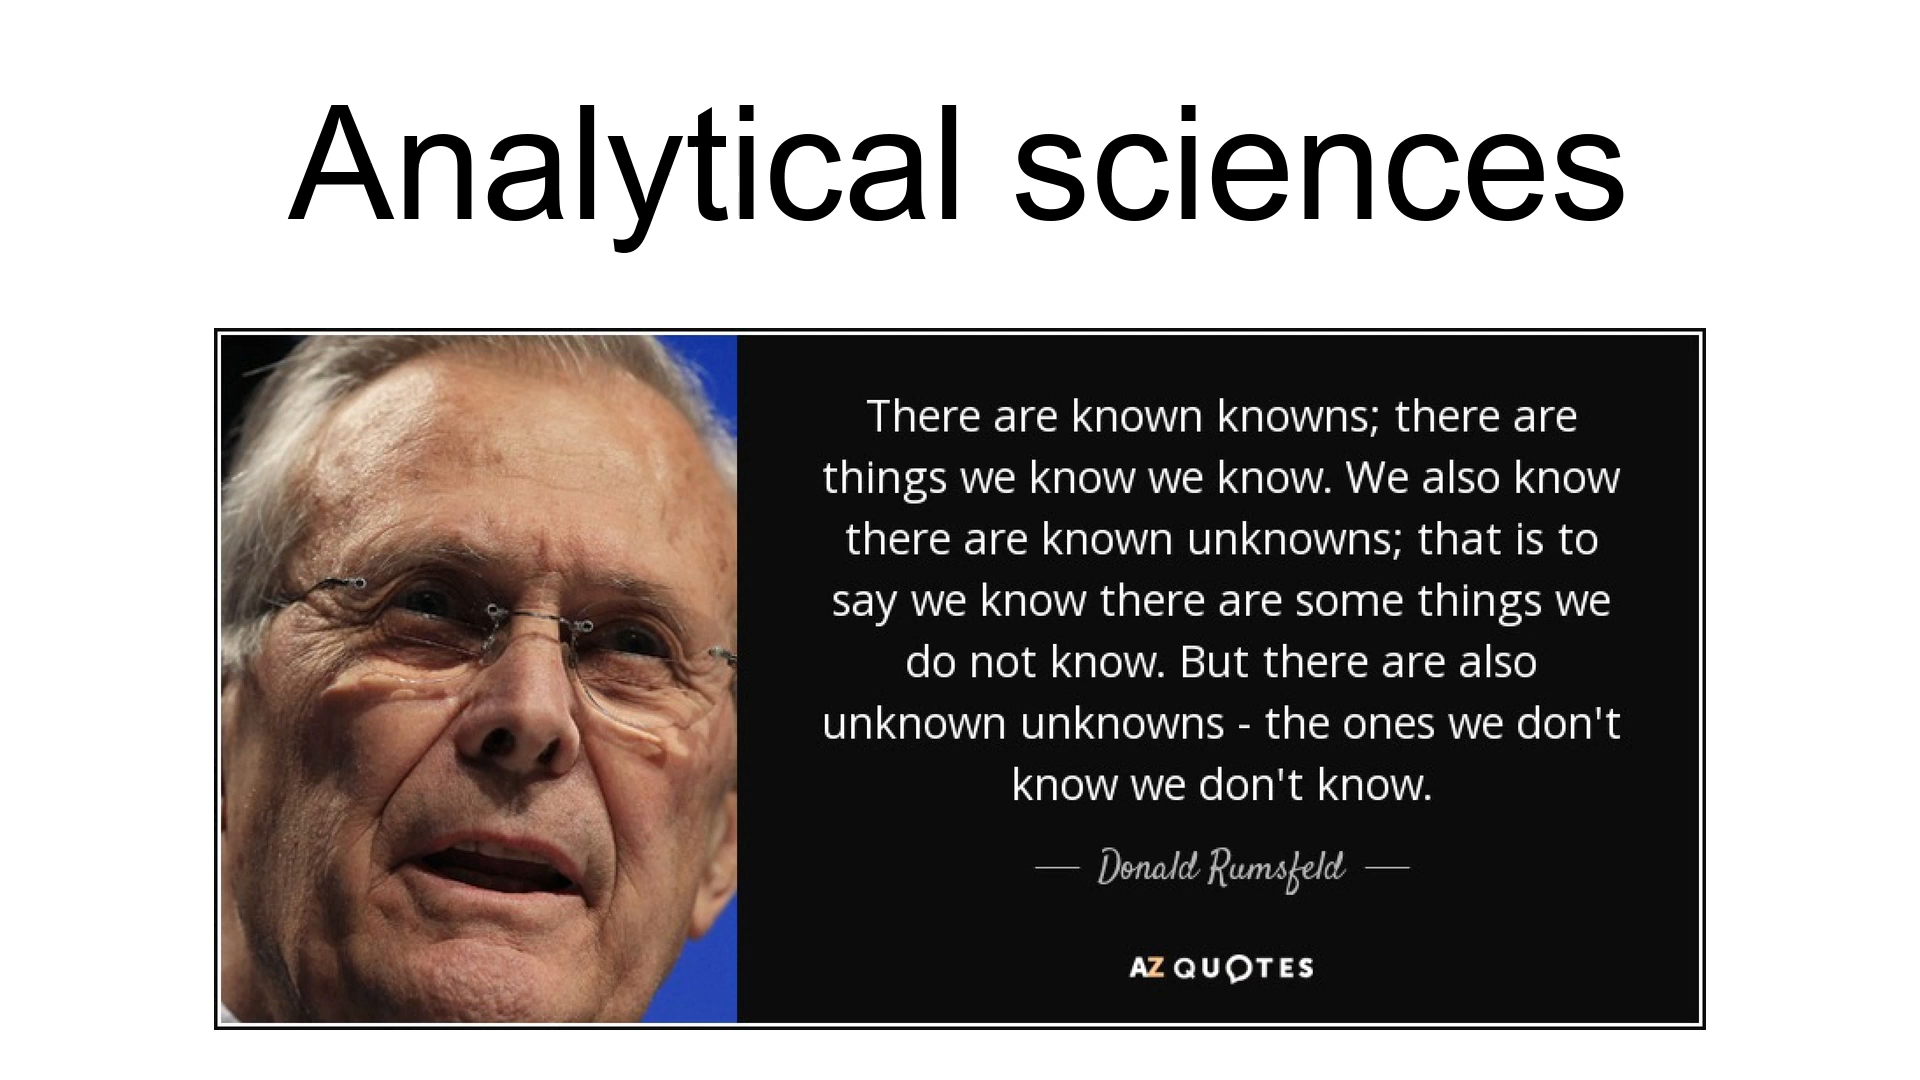 Analytical sciences
There are known knowns; there are
things we know we know. We also know
there are known unknowns; that is to
say we know there are some things we
do not know. But there are also
unknown unknowns - the ones we don't
know we don't know.
Donald Rumsfeld
AZ QUOTES